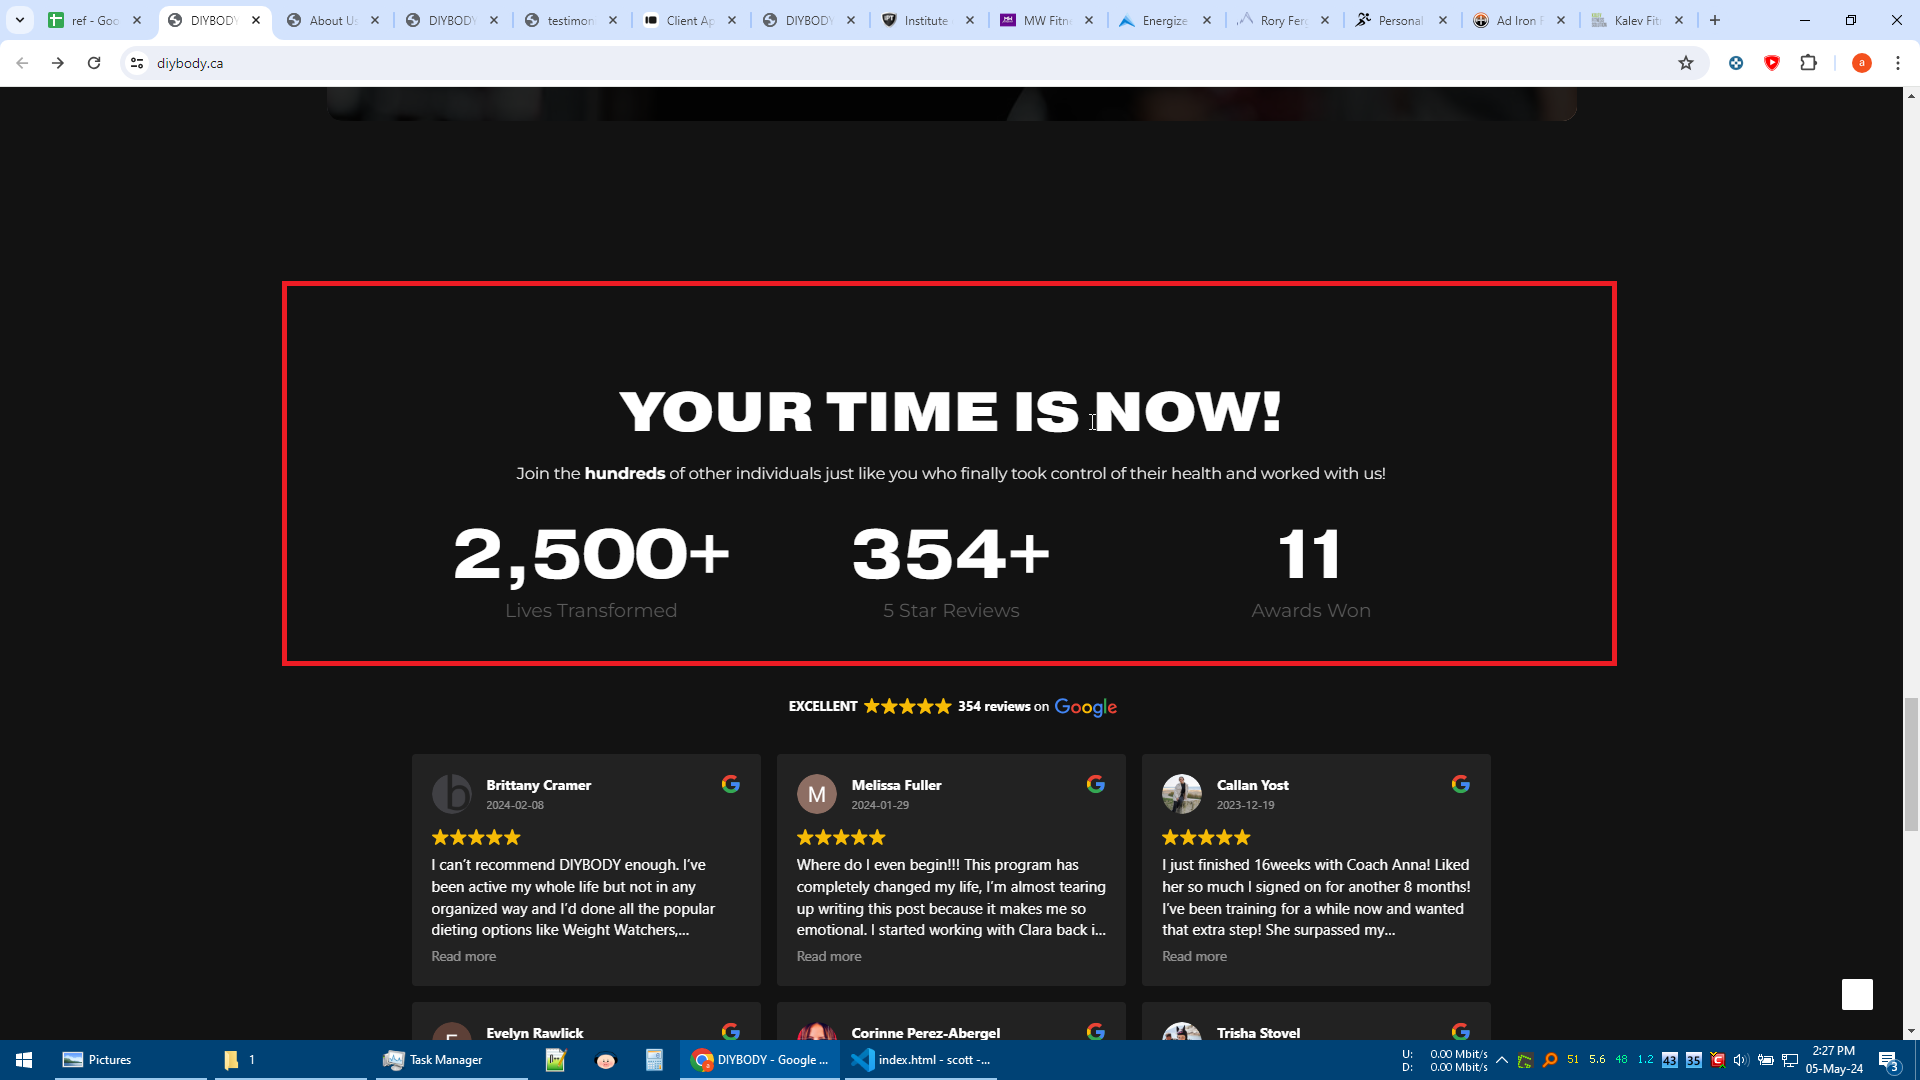 ref - Goo
DIYBODY
About Us
DIYBODY
testimon
Client Ap
DIYBODY
Institute
MW Fitn
Energize
Rory Fer
Personal
Ad Iron F
Kalev Fit
diybody.ca
a
YOUR TIME IS NOW!
Join the hundreds of other individuals just like you who finally took control of their health and worked with us!
2,500+
Lives Transformed
354+
5 Star Reviews
11
Awards Won
EXCELLENT 354 reviews on Google
Brittany Cramer
2024-02-08
I can't recommend DIYBODY enough. I've
been active my whole life but not in any
organized way and I'd done all the popular
dieting options like Weight Watchers,...
Read more
M
Melissa Fuller
2024-01-29
Where do I even begin!!! This program has
completely changed my life, I'm almost tearing
up writing this post because it makes me so
emotional. I started working with Clara back i...
Read more
Callan Yost
2023-12-19
I just finished 16weeks with Coach Anna! Liked
her so much I signed on for another 8 months!
I've been training for a while now and wanted
that extra step! She surpassed my...
Read more
Evelyn Rawlick
Corinne Perez-Abergel
Trisha Stovel
Pictures
1
Task Manager
DIYBODY - Google ...
index.html - scott -...
U: 0.00 Mbit/s
D: 0.00 Mbit/s
51 5.6 48 1.2 43 35
2:27 PM
05-May-24
3